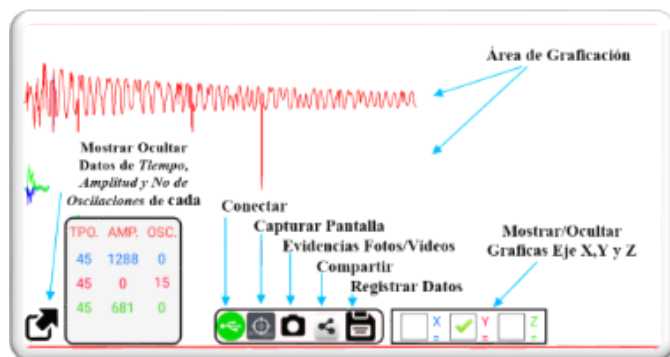 Área de Graficación
Mostrar Ocultar
Datos de Tiempo,
Amplitud y No de
Oscilaciones de cada
Conectar
Capturar Pantalla
Evidencias Fotos/Videos
Compartir
Registrar Datos
Mostrar/Ocultar
Graficas Eje X,Y y Z
TPO. AMP. OSC.
45 1288 0
45 0 15
45 681 0
X Y Z